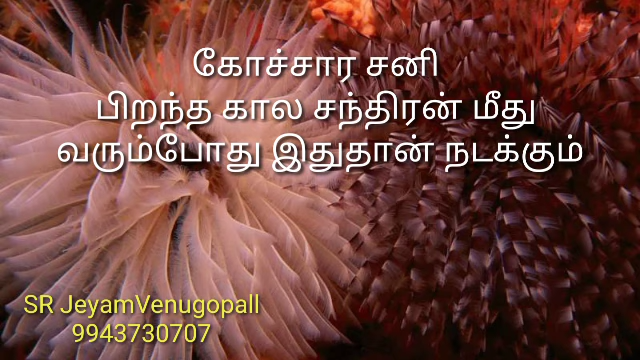 கோச்சார சனி
பிறந்த கால சந்திரன் மீது
வரும்போது இதுதான் நடக்கும்
SR JeyamVenugopall
9943730707